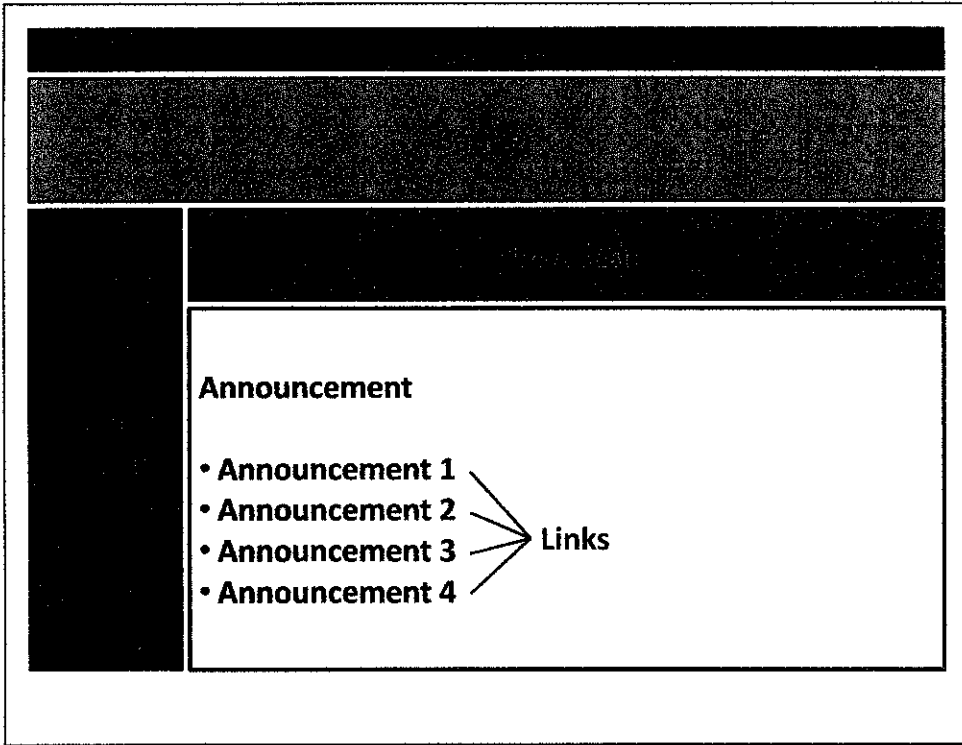 Announcement
• Announcement 1
• Announcement 2
• Announcement 3
• Announcement 4
Links